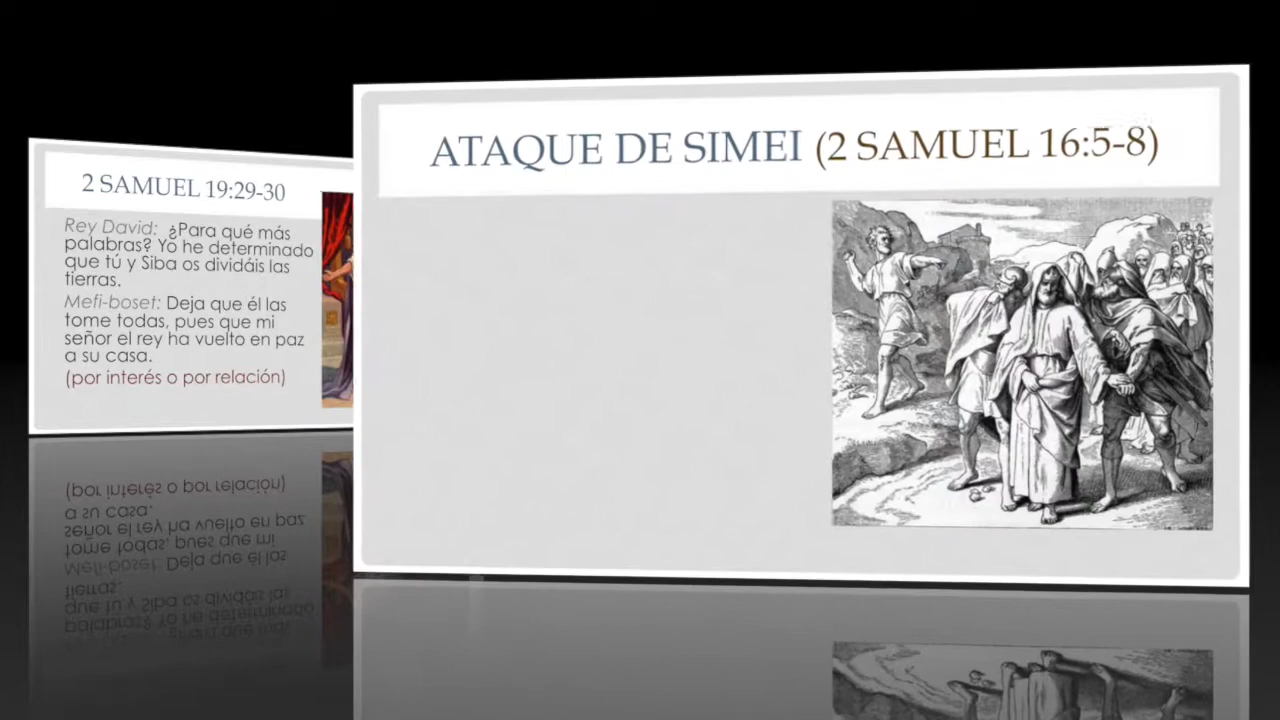 2 SAMUEL 19:29-30
Rey David: ¿Para qué más
palabras? Yo he determinado
que tú y Siba os dividáis las
tierras.
Mefi-boset: Deja que él las
tome todas, pues que mi
señor el rey ha vuelto en paz
a su casa.
(por interés o por relación)
ATAQUE DE SIMEI (2 SAMUEL 16:5-8)